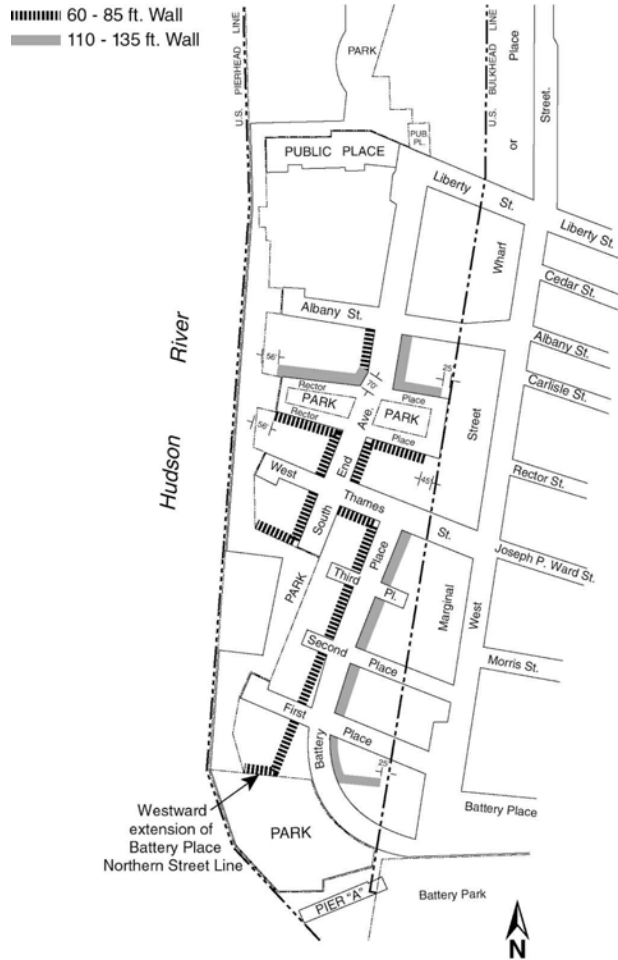 60 - 85 ft. Wall
110 - 135 ft. Wall
U.S. PIERHEAD LINE
PARK
U.S. BULKHEAD LINE
Place
or
Street.
PUB.
PL.
PUBLIC PLACE
Liberty
St.
Liberty St.
Wharf
Cedar St.
Albany St.
Albany St.
Carlisle St.
River
Hudson
56'
25
70'
Rector
Place
PARK
PARK
Ave.
Rector
Place
56'
45'
Street
Rector St.
West
End
Thames
St.
South
Joseph P. Ward St.
Place
Third
Pl.
PARK
Marginal
West
Second
Place
Morris St.
First
Place
Battery
25
Battery Place
Westward
extension of
Battery Place
Northern Street Line
PARK
PIER "A"
Battery Park
N